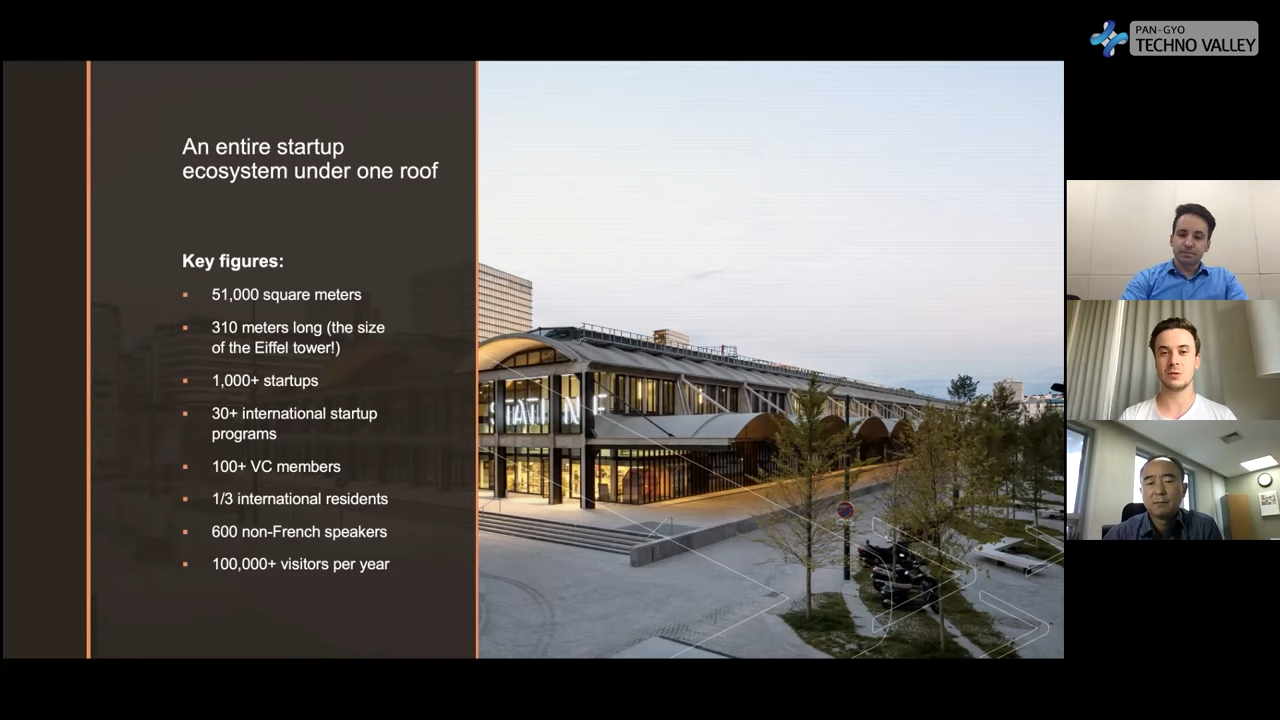 PAN-GYO
TECHNO VALLEY
An entire startup
ecosystem under one roof
Key figures:
51,000 square meters
310 meters long (the size
of the Eiffel tower!)
1,000+ startups
30+ international startup
programs
100+ VC members
1/3 international residents
600 non-French speakers
100,000+ visitors per year